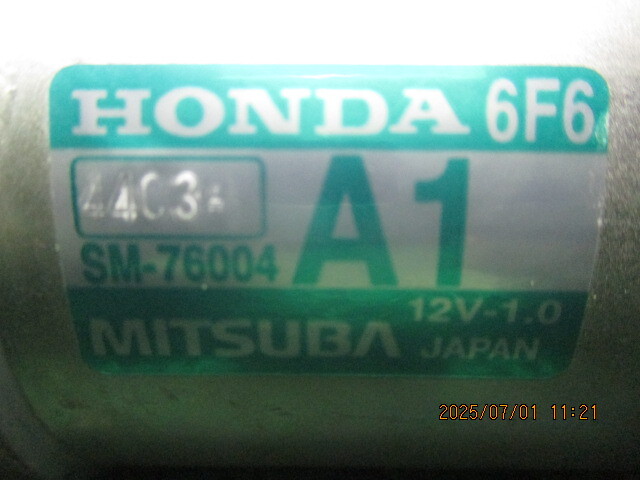 HONDA 6F6
A1
SM-76004
12V-1.0
MITSUBA JAPAN
2025/07/01 11:21